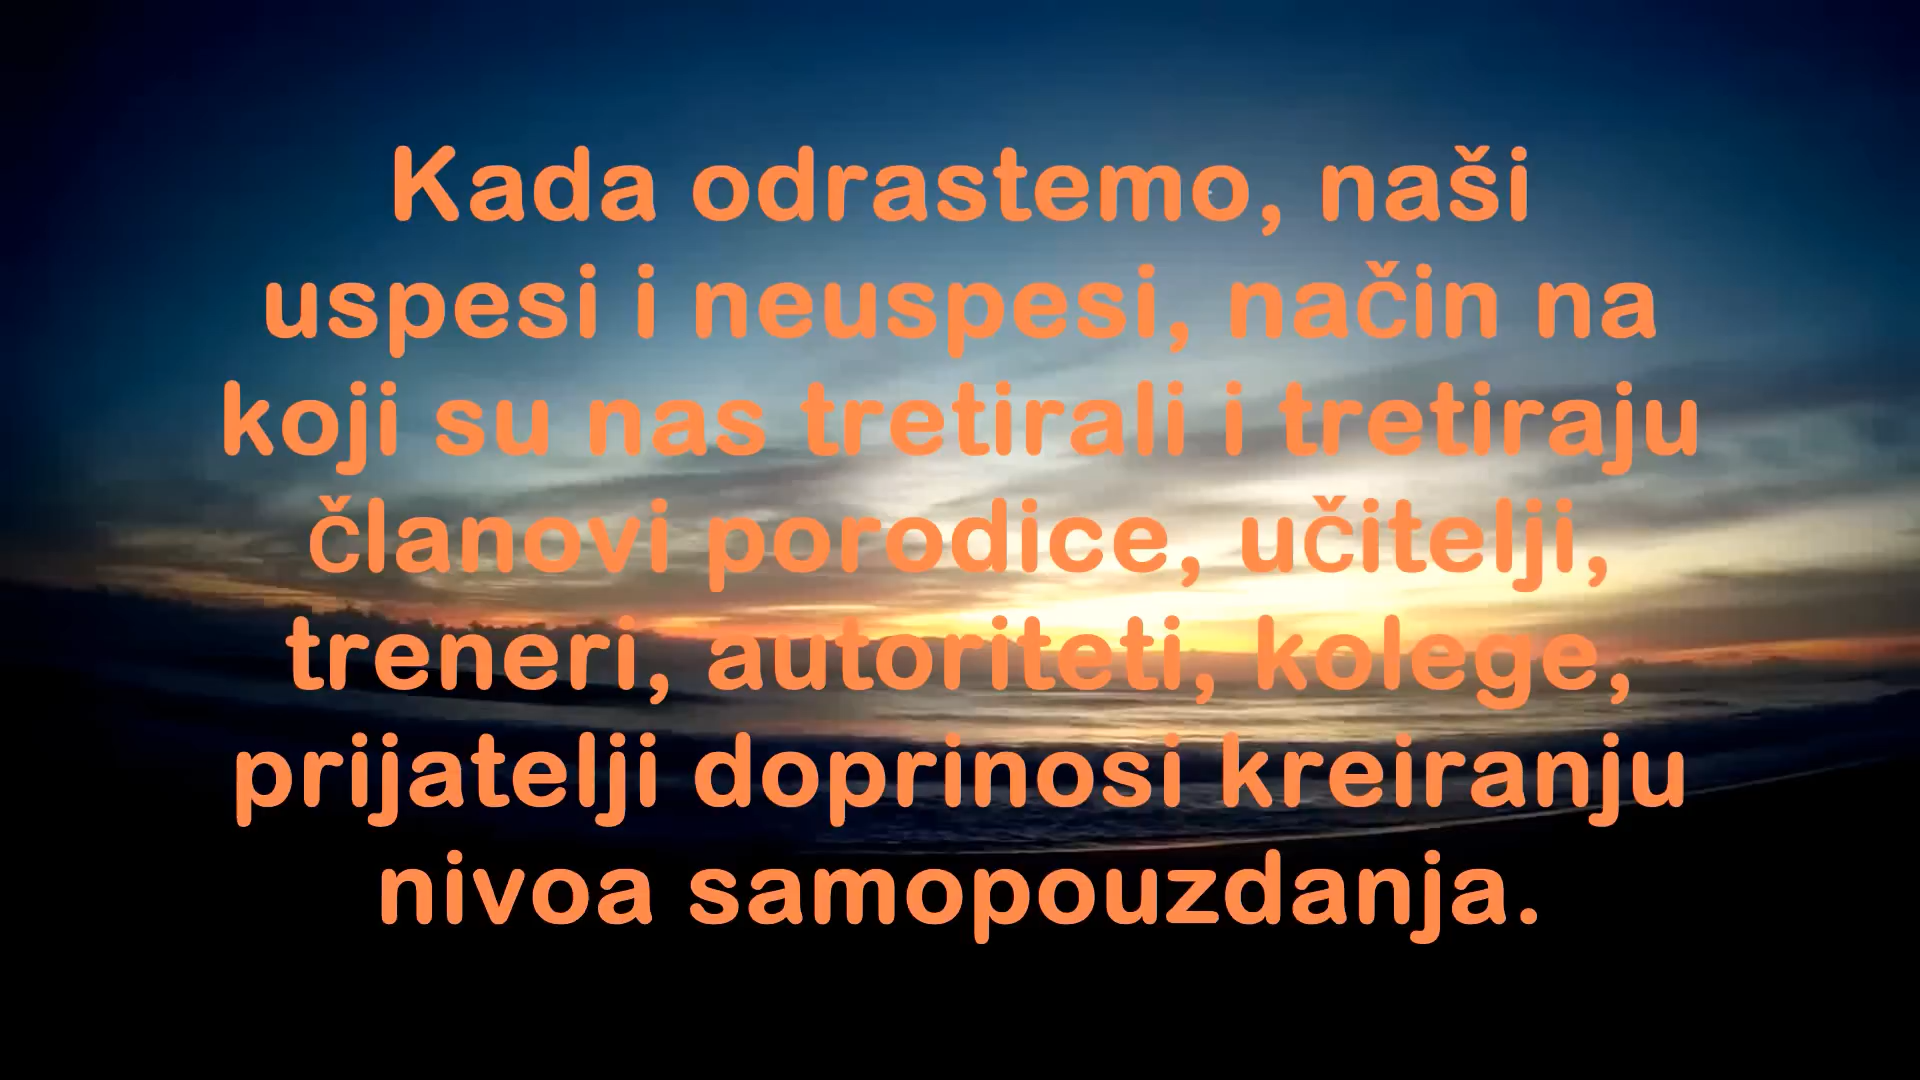 Kada odrastemo, naši
uspesi i neuspesi, način na
koji su nas tretirali i tretiraju
članovi porodice, učitelji,
treneri, autoriteti, kolege,
prijatelji doprinosi kreiranju
nivoa samopouzdanja.